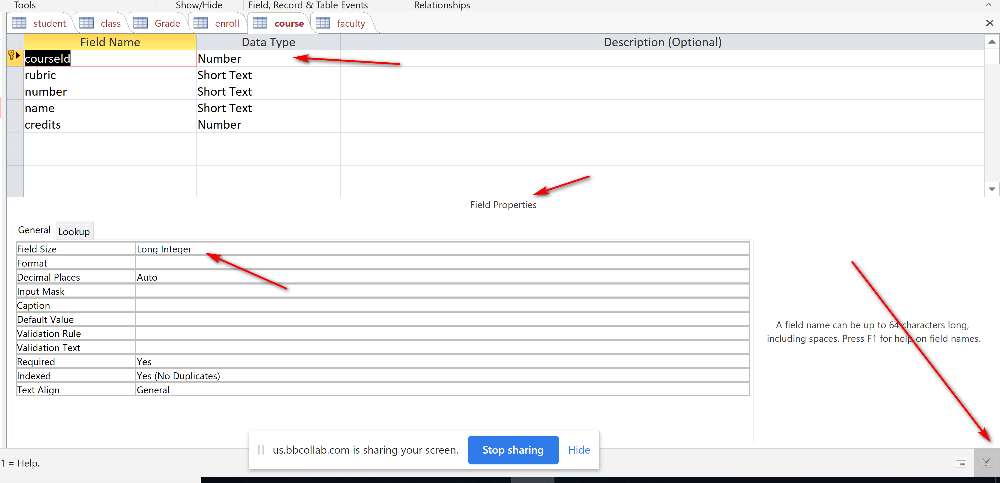 Tools Show/Hide Field, Record & Table Events Relationships
student class Grade enroll course faculty
Field Name Data Type Description (Optional)
courseId Number
rubric Short Text
number Short Text
name Short Text
credits Number
Field Properties
General Lookup
Field Size Long Integer
Format
Decimal Places Auto
Input Mask
Caption
Default Value
Validation Rule
Validation Text
Required Yes
Indexed Yes (No Duplicates)
Text Align General
A field name can be up to 64 characters long,
including spaces. Press F1 for help on field names.
us.bbcollab.com is sharing your screen. Stop sharing Hide
1 = Help.